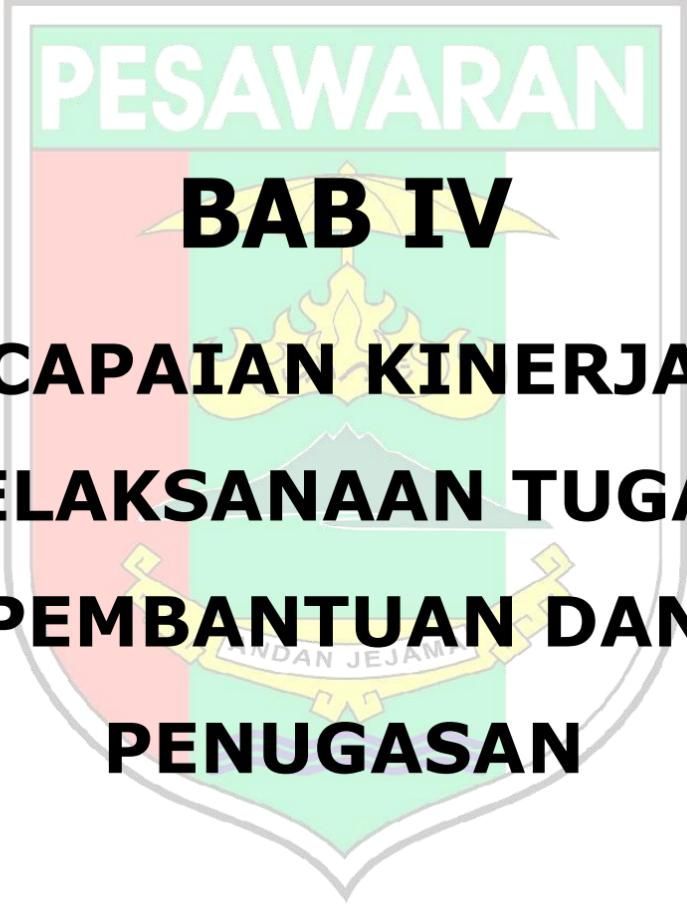 PESAWARAN
BAB IV
CAPAIAN KINERJA
ELAKSANAAN TUGA
PEMBANTUAN DAN
ANDAN JEJAMA
PENUGASAN